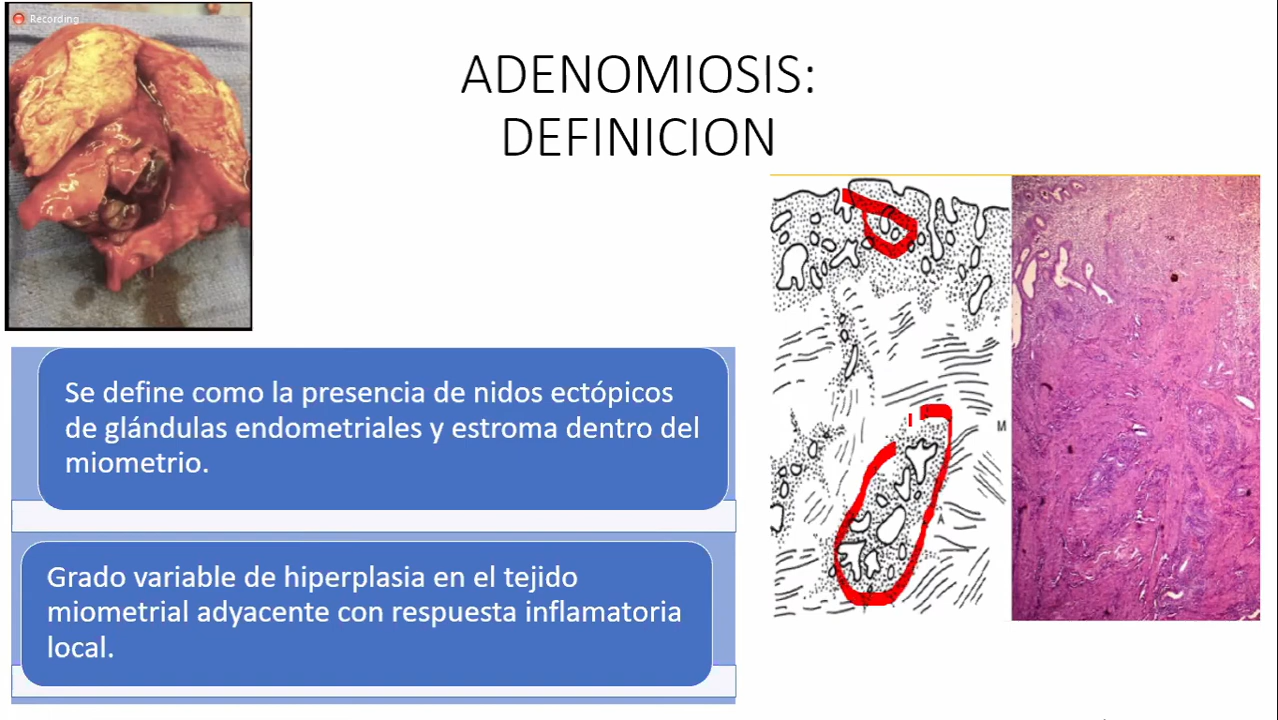 Recording
ADENOMIOSIS:
DEFINICION
Se define como la presencia de nidos ectópicos
de glándulas endometriales y estroma dentro del
miometrio.
Grado variable de hiperplasia en el tejido
miometrial adyacente con respuesta inflamatoria
local.
M
A